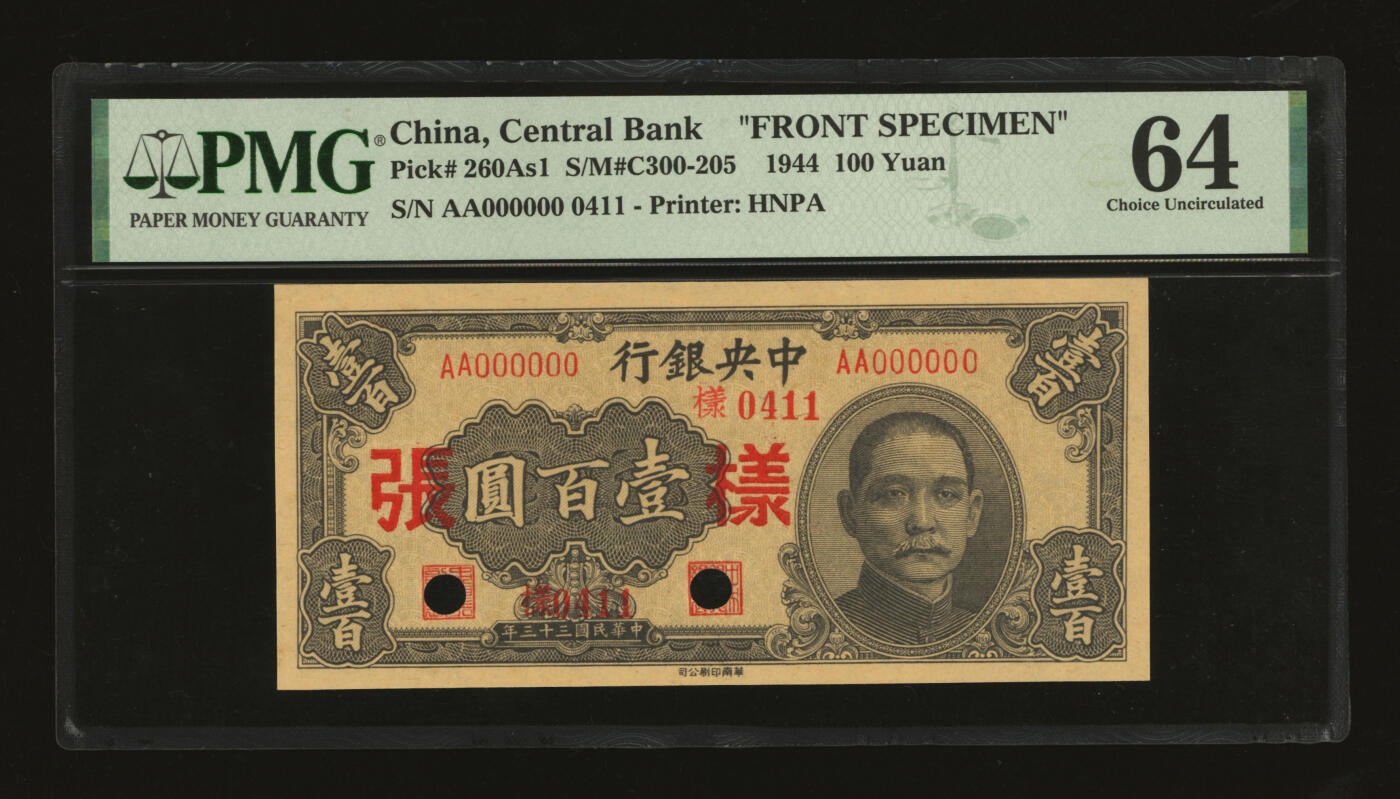 PMG®
PAPER MONEY GUARANTY
China, Central Bank "FRONT SPECIMEN"
Pick# 260As1 S/M#C300-205 1944 100 Yuan
S/N AA000000 0411 - Printer: HNPA
64
Choice Uncirculated
壹百
壹百
AA000000
行銀央中
AA000000
樣 0411
張
圓百壹
樣
壹百
壹百
樣0411
年三十三國民華中
司公刷印南華